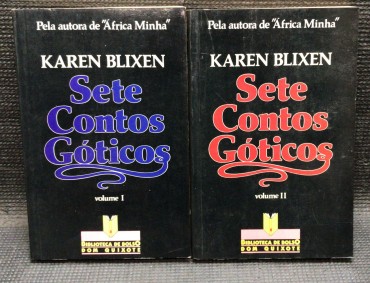 Pela autora de "África Minha"
KAREN BLIXEN
Sete
Contos
Góticos
volume I
BIBLIOTECA DE BOLSO
DOM QUIXOTE
Pela autora de "África Minha"
KAREN BLIXEN
Sete
Contos
Góticos
volume II
BIBLIOTECA DE BOLSO
DOM QUIXOTE